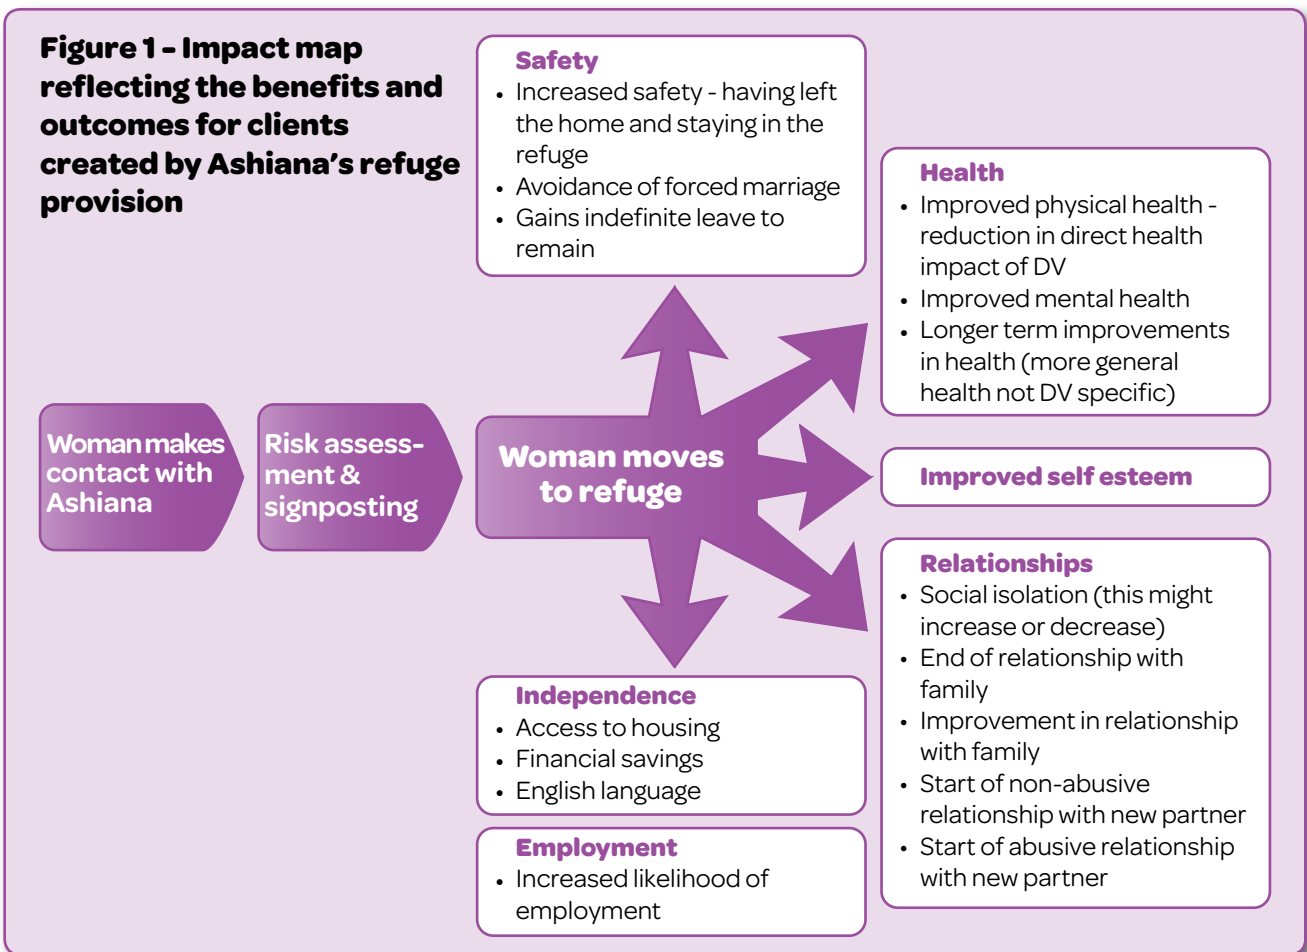 Figure 1 - Impact map
reflecting the benefits and
outcomes for clients
created by Ashiana's refuge
provision
Woman makes
contact with
Ashiana
Risk assess-
ment &
signposting
Woman moves
to refuge
Safety
• Increased safety - having left
the home and staying in the
refuge
• Avoidance of forced marriage
• Gains indefinite leave to
remain
Health
• Improved physical health -
reduction in direct health
impact of DV
• Improved mental health
• Longer term improvements
in health (more general
health not DV specific)
Improved self esteem
Relationships
• Social isolation (this might
increase or decrease)
• End of relationship with
family
• Improvement in relationship
with family
• Start of non-abusive
relationship with new partner
• Start of abusive relationship
with new partner
Independence
• Access to housing
• Financial savings
• English language
Employment
• Increased likelihood of
employment